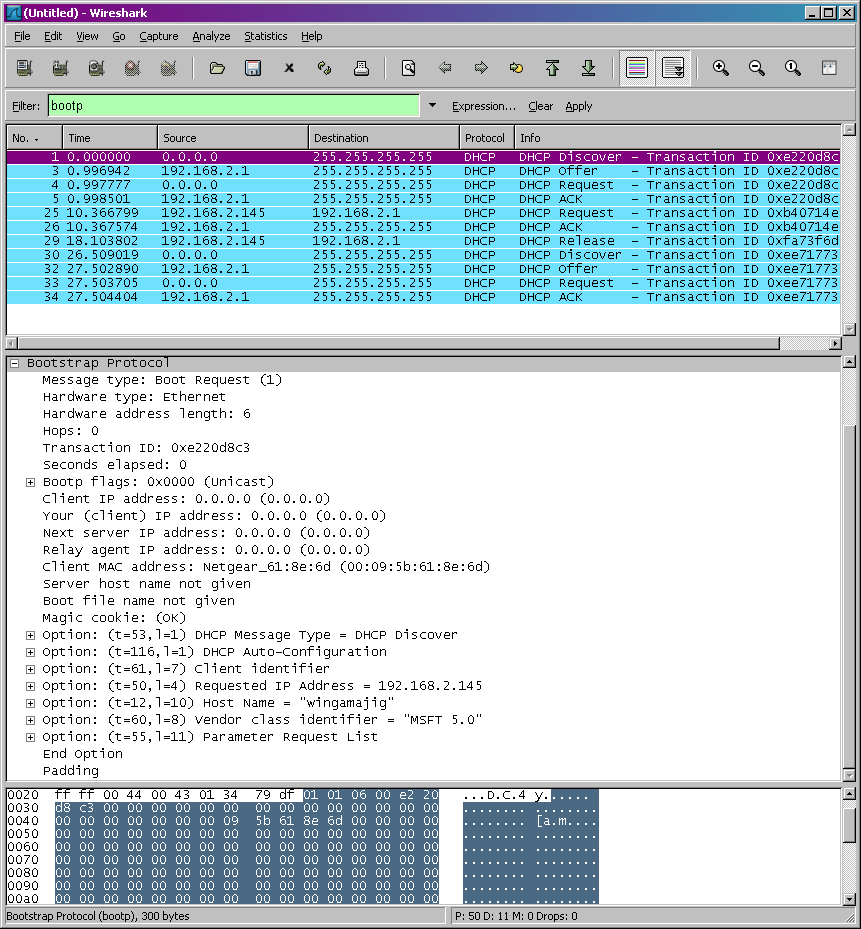 (Untitled) - Wireshark
File Edit View Go Capture Analyze Statistics Help
Filter: bootp Expression... Clear Apply
No. Time Source Destination Protocol Info
1 0.000000 0.0.0.0 255.255.255.255 DHCP DHCP Discover - Transaction ID 0xe220d8c
3 0.996942 192.168.2.1 255.255.255.255 DHCP DHCP Offer - Transaction ID 0xe220d8c
4 0.997777 0.0.0.0 255.255.255.255 DHCP DHCP Request - Transaction ID 0xe220d8c
5 0.998501 192.168.2.1 255.255.255.255 DHCP DHCP ACK - Transaction ID 0xe220d8c
25 10.366799 192.168.2.145 192.168.2.1 DHCP DHCP Request - Transaction ID 0xb40714e
26 10.367574 192.168.2.1 255.255.255.255 DHCP DHCP ACK - Transaction ID 0xb40714e
29 18.103802 192.168.2.145 192.168.2.1 DHCP DHCP Release - Transaction ID 0xfa73f6d
30 26.509019 0.0.0.0 255.255.255.255 DHCP DHCP Discover - Transaction ID 0xee71773
32 27.502890 192.168.2.1 255.255.255.255 DHCP DHCP Offer - Transaction ID 0xee71773
33 27.503705 0.0.0.0 255.255.255.255 DHCP DHCP Request - Transaction ID 0xee71773
34 27.504404 192.168.2.1 255.255.255.255 DHCP DHCP ACK - Transaction ID 0xee71773
Bootstrap Protocol
Message type: Boot Request (1)
Hardware type: Ethernet
Hardware address length: 6
Hops: 0
Transaction ID: 0xe220d8c3
Seconds elapsed: 0
Bootp flags: 0x0000 (Unicast)
Client IP address: 0.0.0.0 (0.0.0.0)
Your (client) IP address: 0.0.0.0 (0.0.0.0)
Next server IP address: 0.0.0.0 (0.0.0.0)
Relay agent IP address: 0.0.0.0 (0.0.0.0)
Client MAC address: Netgear_61:8e:6d (00:09:5b:61:8e:6d)
Server host name not given
Boot file name not given
Magic cookie: (OK)
Option: (t=53,l=1) DHCP Message Type = DHCP Discover
Option: (t=116,l=1) DHCP Auto-Configuration
Option: (t=61,l=7) Client identifier
Option: (t=50,l=4) Requested IP Address = 192.168.2.145
Option: (t=12,l=10) Host Name = "wingamajig"
Option: (t=60,l=8) Vendor class identifier = "MSFT 5.0"
Option: (t=55,l=11) Parameter Request List
End Option
Padding
0020 ff ff 00 44 00 43 01 34 79 df 01 01 06 00 e2 20 ...D.C.4 y......
0030 d8 c3 00 00 00 00 00 00 00 00 00 00 00 00 00 00 ........ ........
0040 00 00 00 00 00 00 00 09 5b 61 8e 6d 00 00 00 00 ........ [a.m....
0050 00 00 00 00 00 00 00 00 00 00 00 00 00 00 00 00 ........ ........
0060 00 00 00 00 00 00 00 00 00 00 00 00 00 00 00 00 ........ ........
0070 00 00 00 00 00 00 00 00 00 00 00 00 00 00 00 00 ........ ........
0080 00 00 00 00 00 00 00 00 00 00 00 00 00 00 00 00 ........ ........
0090 00 00 00 00 00 00 00 00 00 00 00 00 00 00 00 00 ........ ........
00a0 00 00 00 00 00 00 00 00 00 00 00 00 00 00 00 00 ........ ........
Bootstrap Protocol (bootp), 300 bytes P: 50 D: 11 M: 0 Drops: 0